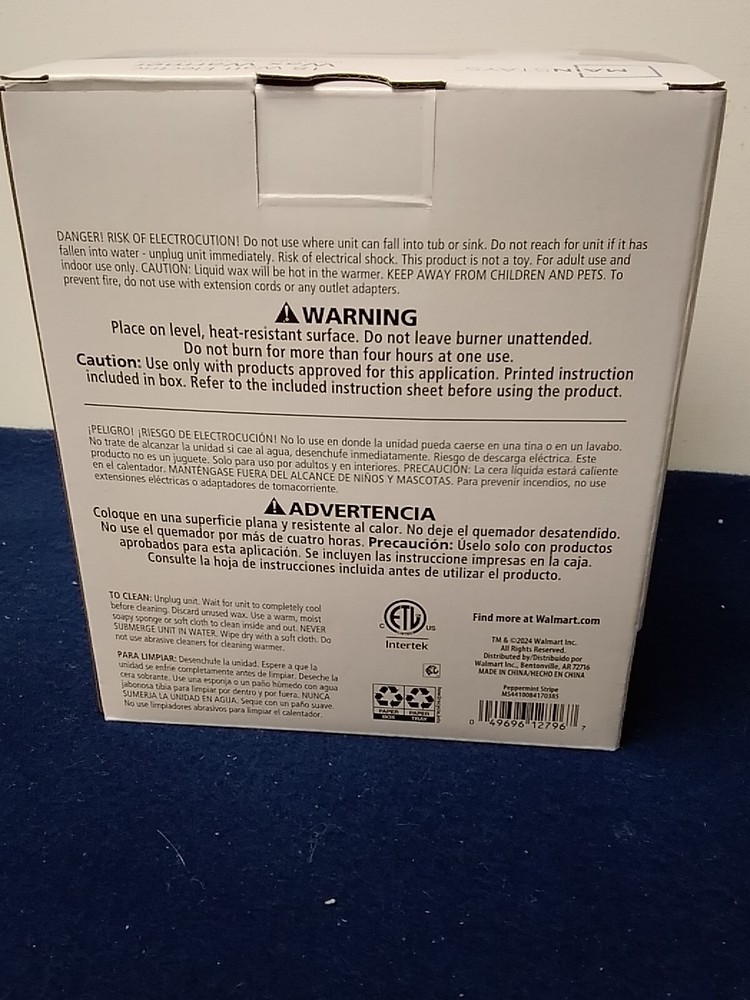 MAINSTAYS
Wax Warmer
DANGER! RISK OF ELECTROCUTION! Do not use where unit can fall into tub or sink. Do not reach for unit if it has
fallen into water - unplug unit immediately. Risk of electrical shock. This product is not a toy. For adult use and
indoor use only. CAUTION: Liquid wax will be hot in the warmer. KEEP AWAY FROM CHILDREN AND PETS. To
prevent fire, do not use with extension cords or any outlet adapters.
WARNING
Place on level, heat-resistant surface. Do not leave burner unattended.
Do not burn for more than four hours at one use.
Caution: Use only with products approved for this application. Printed instruction
included in box. Refer to the included instruction sheet before using the product.
¡PELIGRO! ¡RIESGO DE ELECTROCUCIÓN! No lo use en donde la unidad pueda caerse en una tina o en un lavabo.
No trate de alcanzar la unidad si cae al agua, desenchufe inmediatamente. Riesgo de descarga eléctrica. Este
producto no es un juguete. Solo para uso por adultos y en interiores. PRECAUCIÓN: La cera líquida estará caliente
en el calentador. MANTÉNGASE FUERA DEL ALCANCE DE NIÑOS Y MASCOTAS. Para prevenir incendios, no use
extensiones eléctricas o adaptadores de tomacorriente.
ADVERTENCIA
Coloque en una superficie plana y resistente al calor. No deje el quemador desatendido.
No use el quemador por más de cuatro horas. Precaución: Úselo solo con productos
aprobados para esta aplicación. Se incluyen las instruccione impresas en la caja.
Consulte la hoja de instrucciones incluida antes de utilizar el producto.
TO CLEAN: Unplug unit. Wait for unit to completely cool
before cleaning. Discard unused wax. Use a warm, moist
soapy sponge or soft cloth to clean inside and out. NEVER
SUBMERGE UNIT IN WATER. Wipe dry with a soft cloth. Do
not use abrasive cleaners for cleaning warmer.
PARA LIMPIAR: Desenchufe la unidad. Espere a que la
unidad se enfríe completamente antes de limpiar. Deseche la
cera sobrante. Use una esponja o un paño húmedo con agua
jabonosa tibia para limpiar por dentro y por fuera. NUNCA
SUMERJA LA UNIDAD EN AGUA. Seque con un paño suave.
No use limpiadores abrasivos para limpiar el calentador.
C ETL US
Intertek
PAPER BOX
PAPER TRAY
Find more at Walmart.com
TM & ©2024 Walmart Inc.
All Rights Reserved.
Distributed by/Distribuido por
Walmart Inc., Bentonville, AR 72716
MADE IN CHINA/HECHO EN CHINA
Peppermint Stripe
MS44100B4170385
0 49696 12796 7